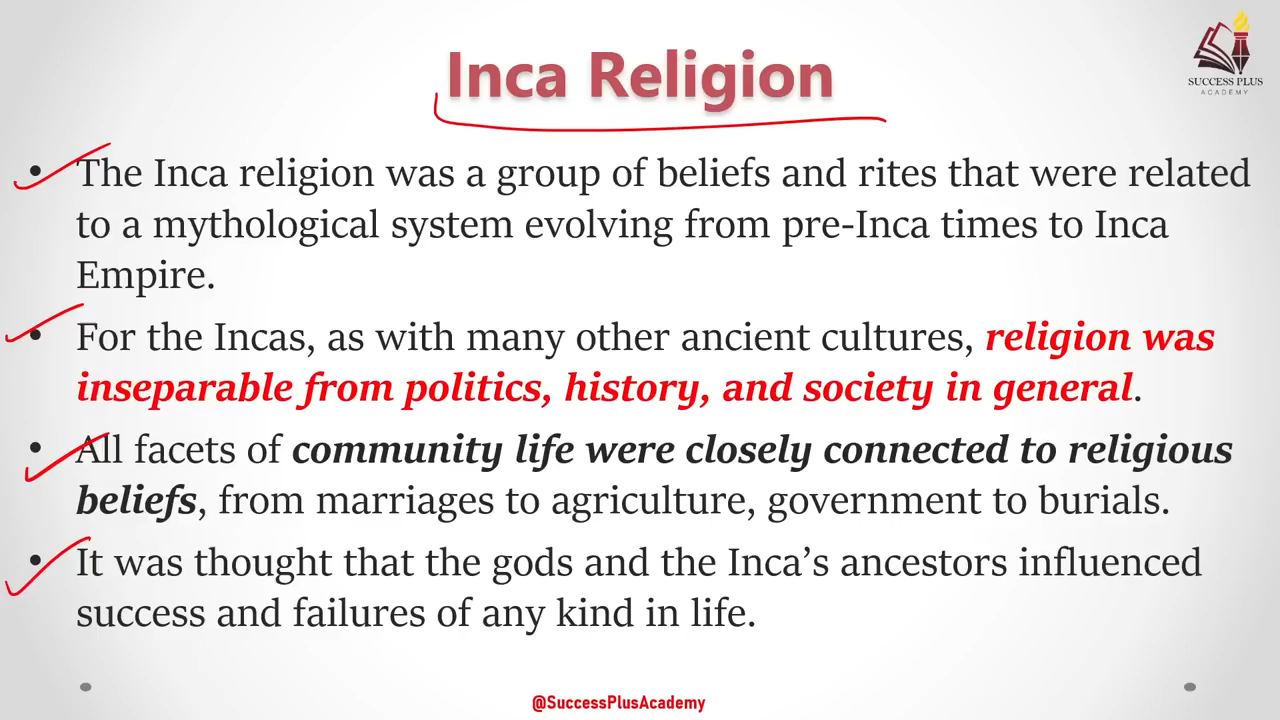 Inca Religion
SUCCESS PLUS
ACADEMY
• The Inca religion was a group of beliefs and rites that were related
to a mythological system evolving from pre-Inca times to Inca
Empire.
• For the Incas, as with many other ancient cultures, religion was
inseparable from politics, history, and society in general.
• All facets of community life were closely connected to religious
beliefs, from marriages to agriculture, government to burials.
• It was thought that the gods and the Inca’s ancestors influenced
success and failures of any kind in life.
@SuccessPlusAcademy